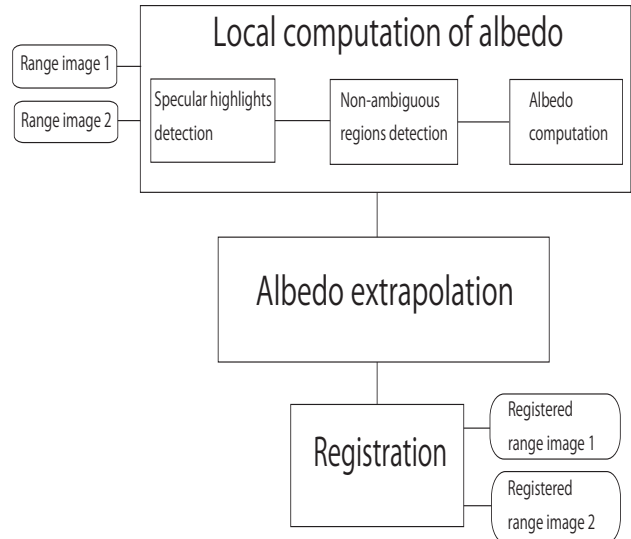 Local computation of albedo
Range image 1
Range image 2
Specular highlights
detection
Non-ambiguous
regions detection
Albedo
computation
Albedo extrapolation
Registration
Registered
range image 1
Registered
range image 2